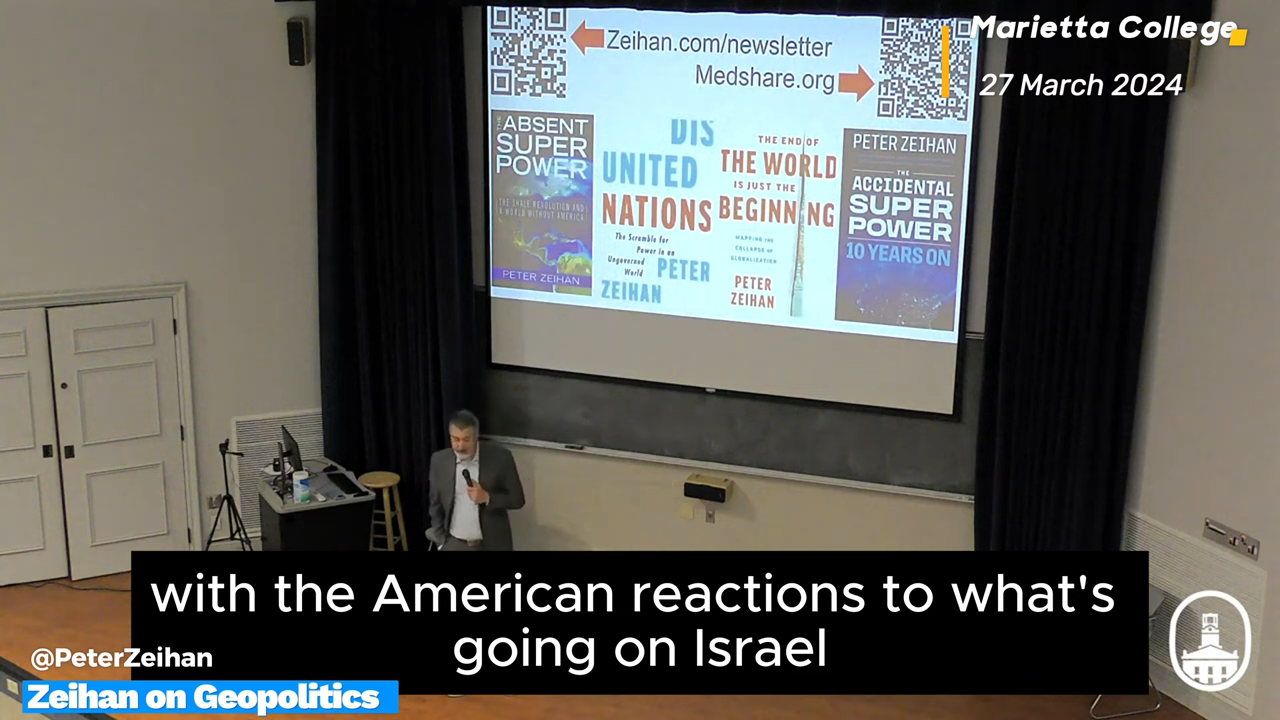 Zeihan.com/newsletter
Medshare.org
Marietta College
27 March 2024
THE
ABSENT
SUPER
POWER
THE SHALE REVOLUTION AND
A WORLD WITHOUT AMERICA
PETER ZEIHAN
DIS
UNITED
NATIONS
The Scramble for
Power in an
Ungoverned
World
PETER
ZEIHAN
THE END OF
THE WORLD
IS JUST THE
BEGINNING
MAPPING THE
COLLAPSE OF
GLOBALIZATION
PETER
ZEIHAN
PETER ZEIHAN
THE
ACCIDENTAL
SUPER
POWER
10 YEARS ON
with the American reactions to what's
going on Israel
@PeterZeihan
Zeihan on Geopolitics